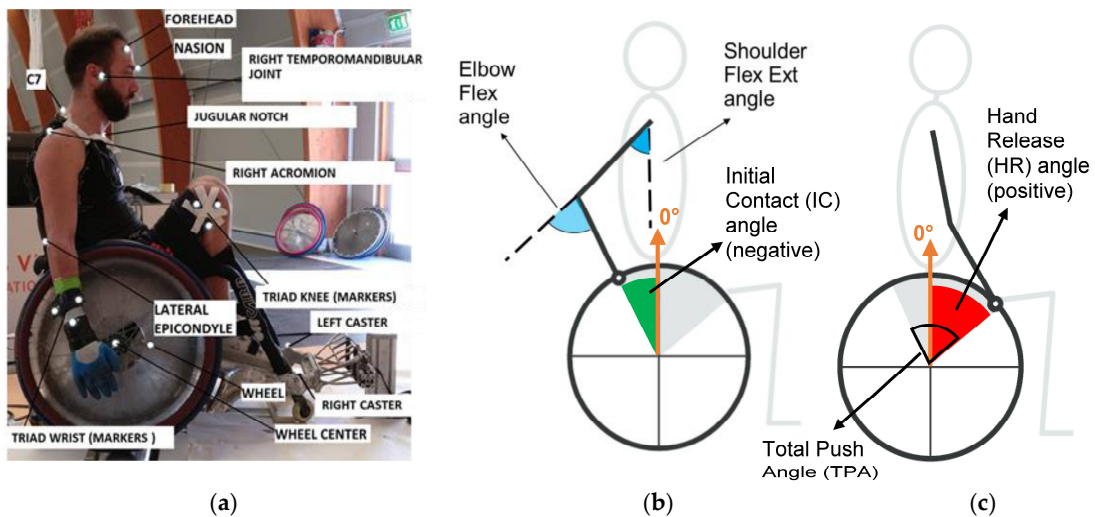 FOREHEAD
NASION
RIGHT TEMPOROMANDIBULAR
JOINT
C7
JUGULAR NOTCH
RIGHT ACROMION
TRIAD KNEE (MARKERS)
LATERAL
EPICONDYLE
LEFT CASTER
WHEEL
RIGHT CASTER
TRIAD WRIST (MARKERS )
WHEEL CENTER
(a)
Elbow
Flex
angle
Shoulder
Flex Ext
angle
Initial
Contact (IC)
angle
(negative)
0°
(b)
Hand
Release
(HR) angle
(positive)
0°
Total Push
Angle (TPA)
(c)